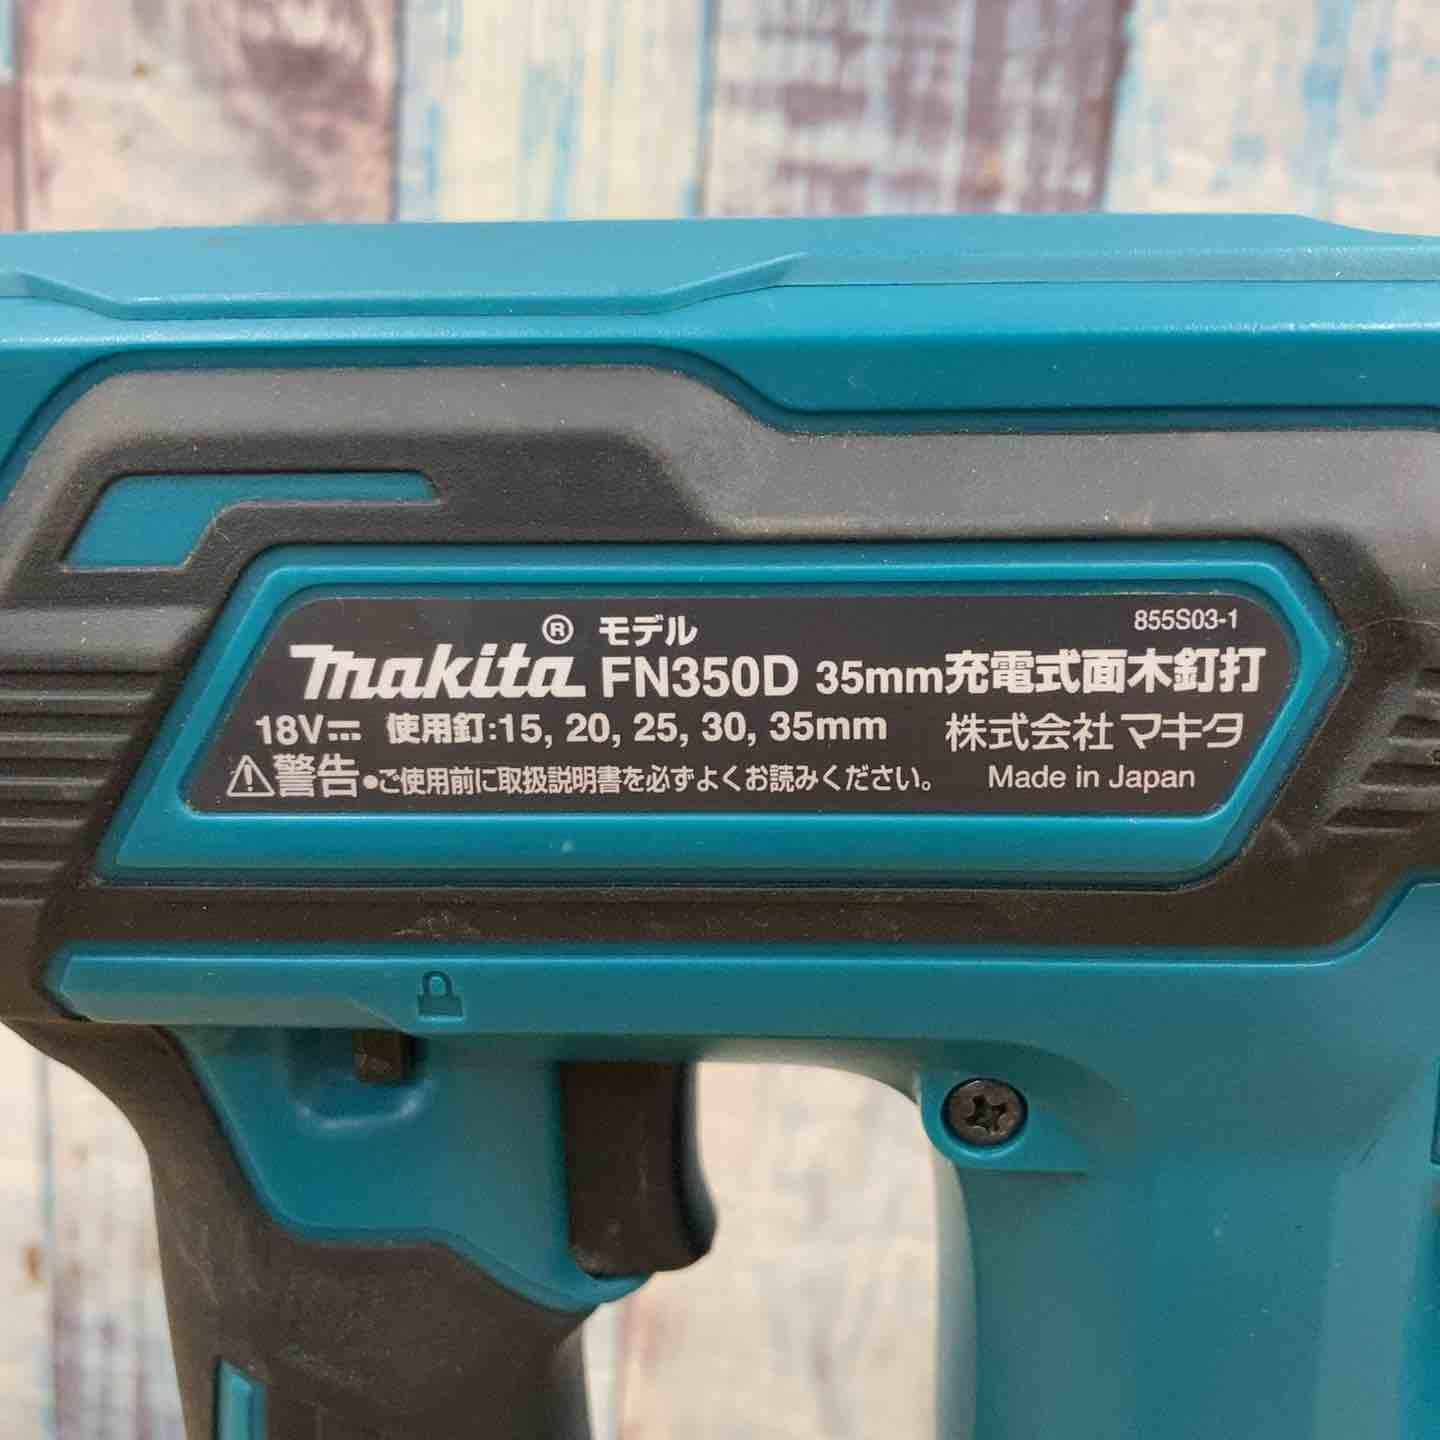 855S03-1
makita® モデル FN350D 35mm充電式面木釘打
18V⎓ 使用釘:15, 20, 25, 30, 35mm 株式会社マキタ
⚠警告 ●ご使用前に取扱説明書を必ずよくお読みください。 Made in Japan